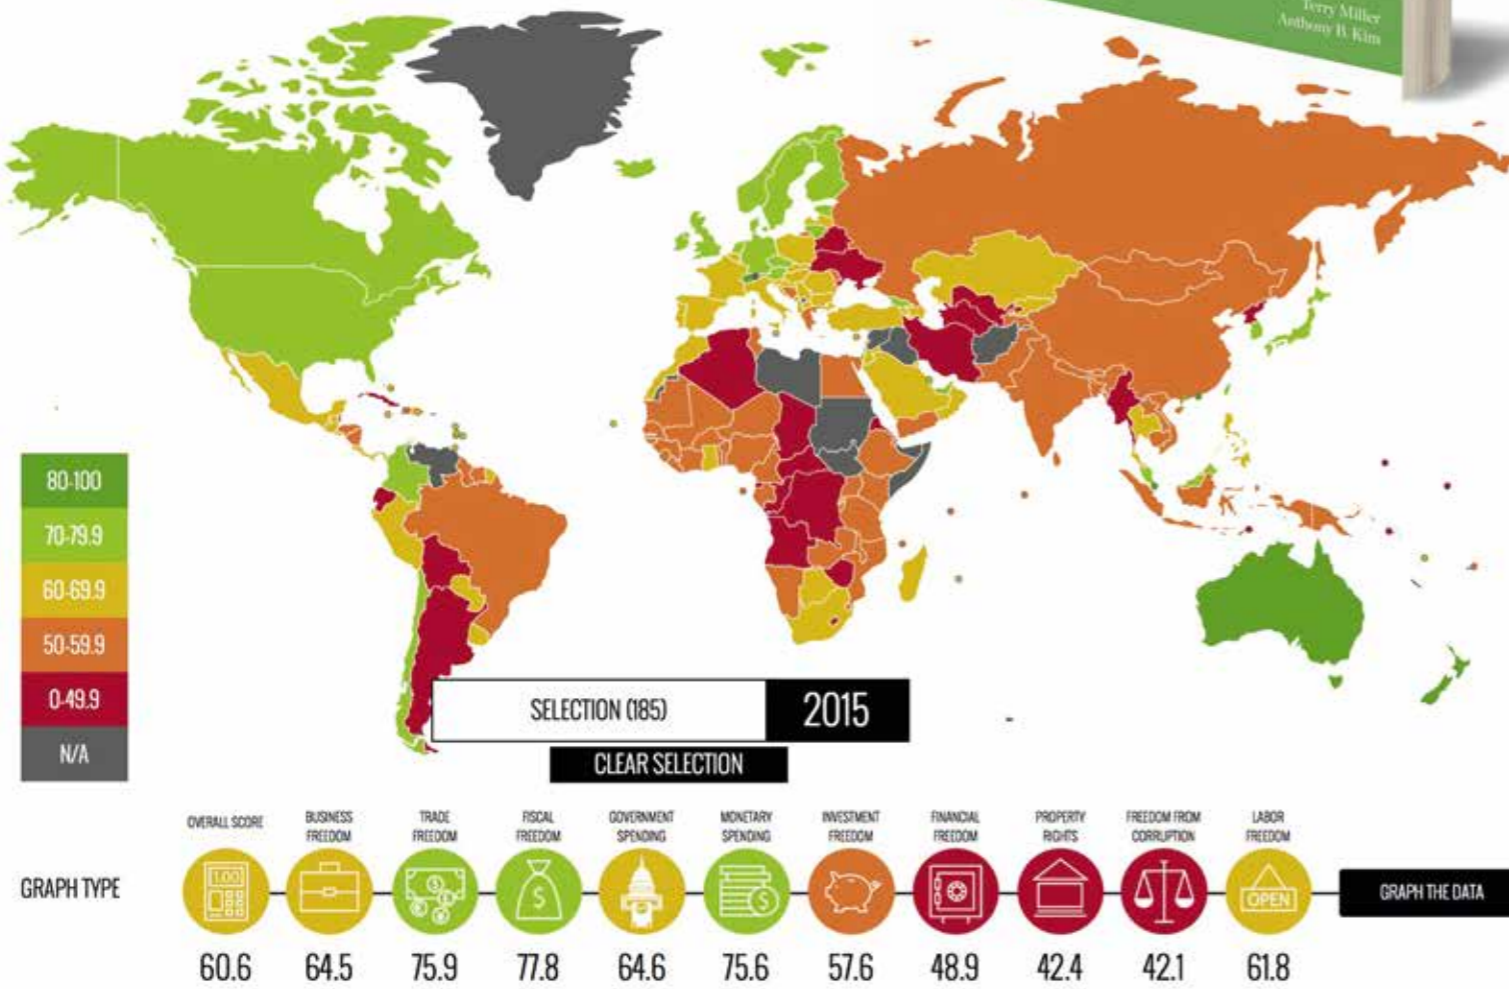 Terry Miller
Anthony B. Kim
80-100
70-79.9
60-69.9
50-59.9
0-49.9
N/A
SELECTION (185)
2015
CLEAR SELECTION
GRAPH TYPE
OVERALL SCORE
BUSINESS
FREEDOM
TRADE
FREEDOM
FISCAL
FREEDOM
GOVERNMENT
SPENDING
MONETARY
SPENDING
INVESTMENT
FREEDOM
FINANCIAL
FREEDOM
PROPERTY
RIGHTS
FREEDOM FROM
CORRUPTION
LABOR
FREEDOM
1.00
OPEN
GRAPH THE DATA
60.6
64.5
75.9
77.8
64.6
75.6
57.6
48.9
42.4
42.1
61.8